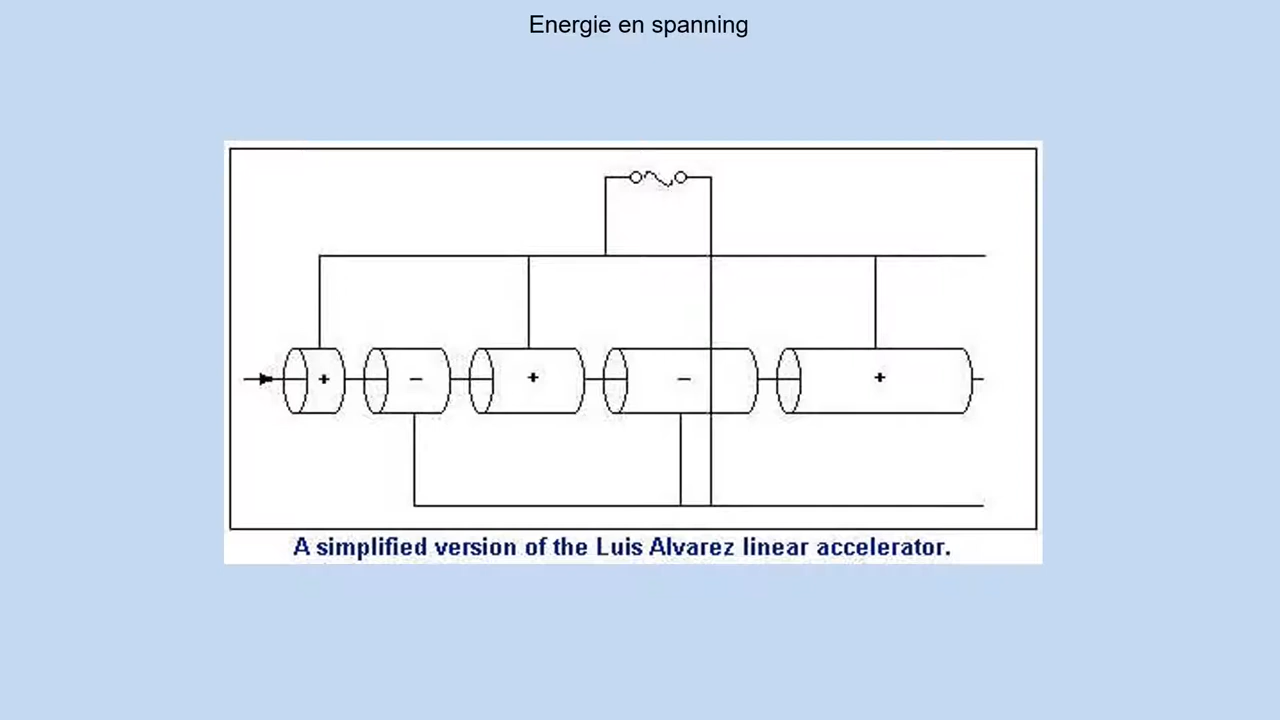 Energie en spanning
+ − + − +
A simplified version of the Luis Alvarez linear accelerator.